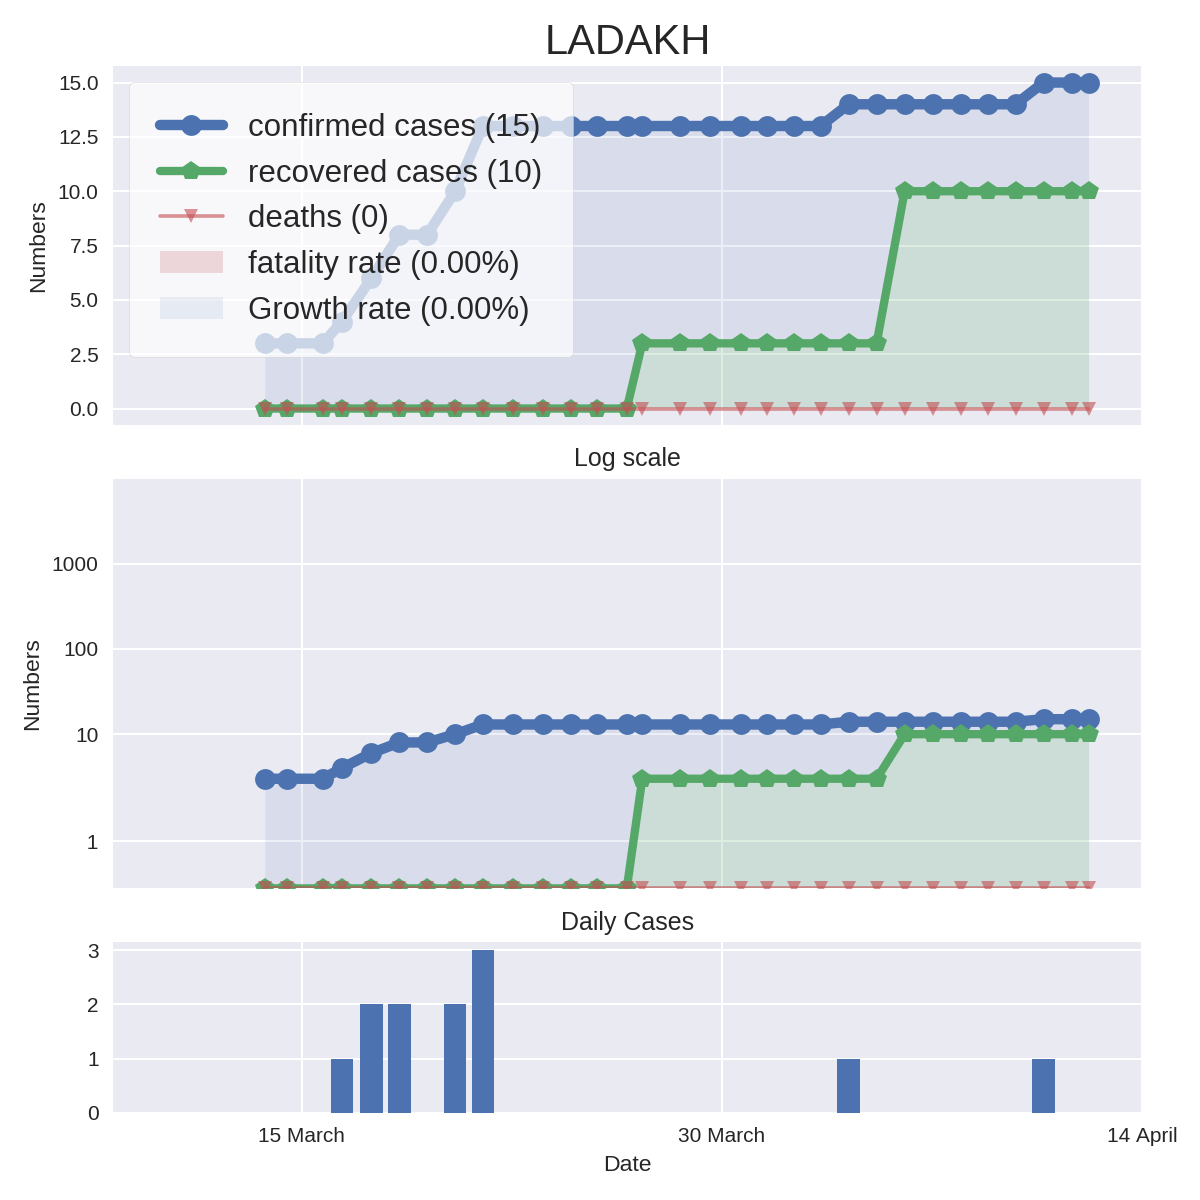 LADAKH
15.0
12.5
10.0
7.5
5.0
2.5
0.0
Numbers
confirmed cases (15)
recovered cases (10)
deaths (0)
fatality rate (0.00%)
Growth rate (0.00%)
Log scale
1000
100
10
1
Numbers
Daily Cases
3
2
1
0
15 March
30 March
14 April
Date